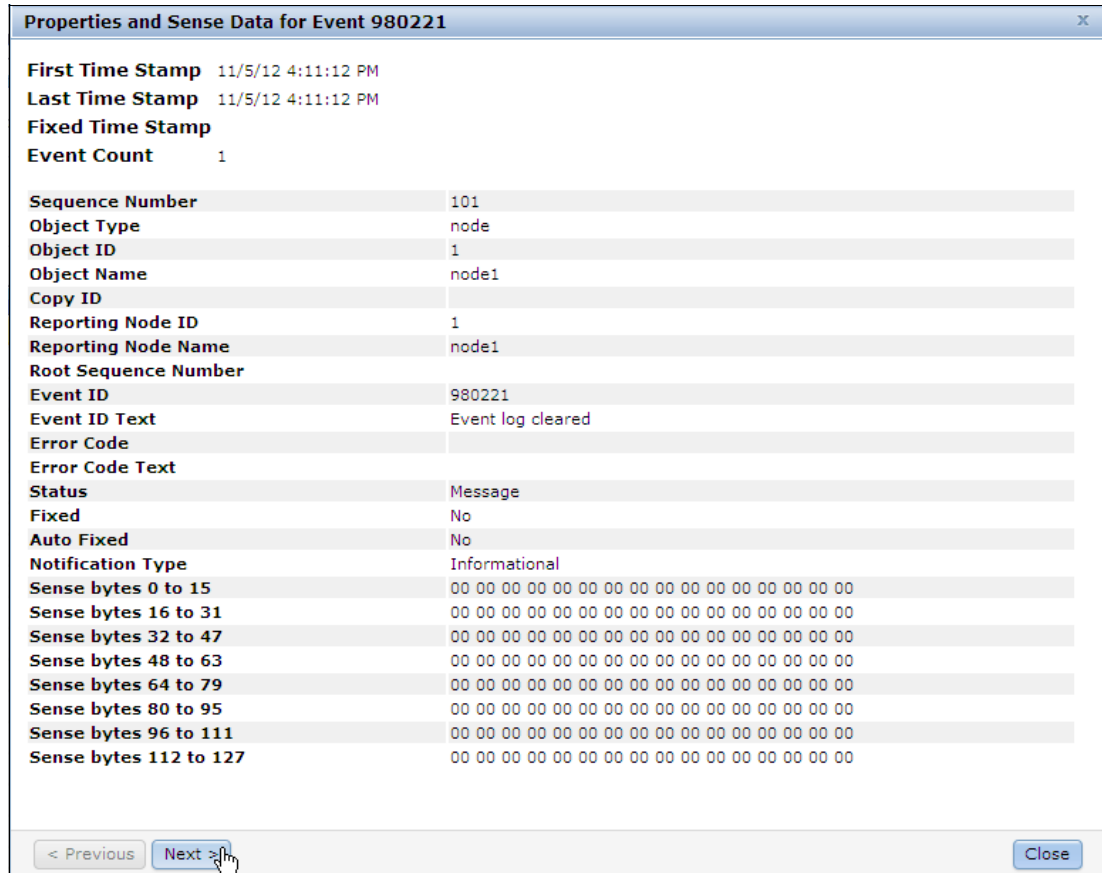 Properties and Sense Data for Event 980221 x
First Time Stamp 11/5/12 4:11:12 PM
Last Time Stamp 11/5/12 4:11:12 PM
Fixed Time Stamp
Event Count 1
Sequence Number 101
Object Type node
Object ID 1
Object Name node1
Copy ID
Reporting Node ID 1
Reporting Node Name node1
Root Sequence Number
Event ID 980221
Event ID Text Event log cleared
Error Code
Error Code Text
Status Message
Fixed No
Auto Fixed No
Notification Type Informational
Sense bytes 0 to 15 00 00 00 00 00 00 00 00 00 00 00 00 00 00 00 00
Sense bytes 16 to 31 00 00 00 00 00 00 00 00 00 00 00 00 00 00 00 00
Sense bytes 32 to 47 00 00 00 00 00 00 00 00 00 00 00 00 00 00 00 00
Sense bytes 48 to 63 00 00 00 00 00 00 00 00 00 00 00 00 00 00 00 00
Sense bytes 64 to 79 00 00 00 00 00 00 00 00 00 00 00 00 00 00 00 00
Sense bytes 80 to 95 00 00 00 00 00 00 00 00 00 00 00 00 00 00 00 00
Sense bytes 96 to 111 00 00 00 00 00 00 00 00 00 00 00 00 00 00 00 00
Sense bytes 112 to 127 00 00 00 00 00 00 00 00 00 00 00 00 00 00 00 00
< Previous Next > Close